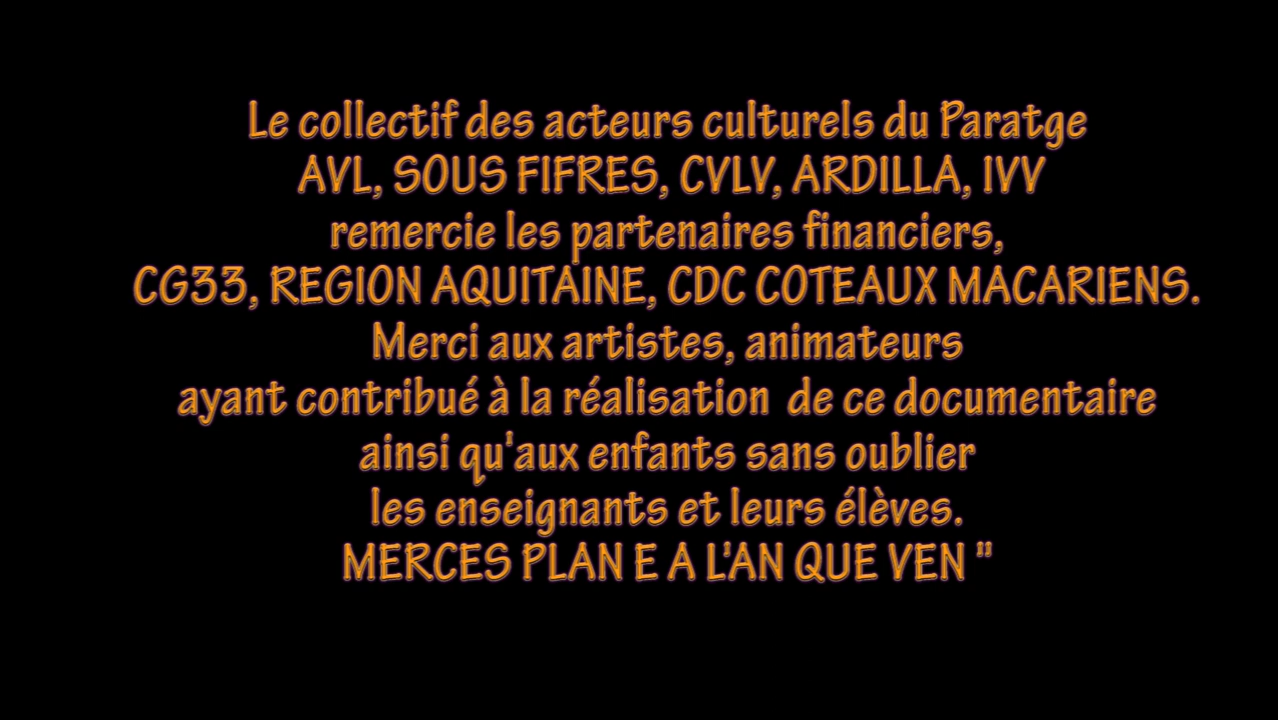 Le collectif des acteurs culturels du Paratge
AVL, SOUS FIFRES, CVLV, ARDILLA, IVV
remercie les partenaires financiers,
CG33, REGION AQUITAINE, CDC COTEAUX MACARIENS.
Merci aux artistes, animateurs
ayant contribué à la réalisation  de ce documentaire
ainsi qu'aux enfants sans oublier
les enseignants et leurs élèves.
MERCES PLAN E A L'AN QUE VEN "